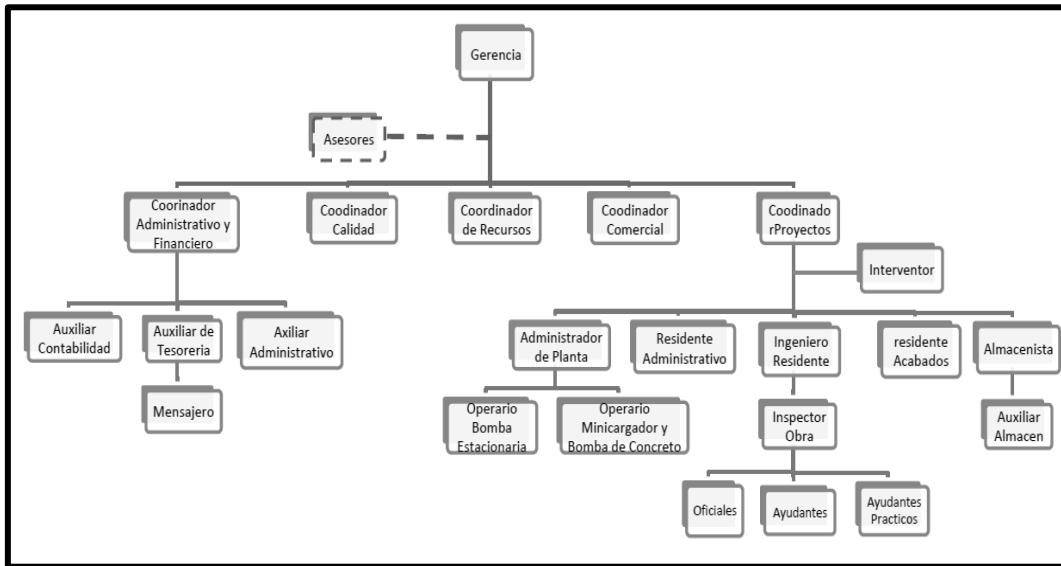 Gerencia
Asesores
Coorinador
Administrativo y
Financiero
Coodinador
Calidad
Coordinador
de Recursos
Coodinador
Comercial
Coodinado
rProyectos
Interventor
Auxiliar
Contabilidad
Auxiliar de
Tesoreria
Axiliar
Administrativo
Mensajero
Administrador
de Planta
Residente
Administrativo
Ingeniero
Residente
residente
Acabados
Almacenista
Operario
Bomba
Estacionaria
Operario
Minicargador y
Bomba de Concreto
Inspector
Obra
Auxiliar
Almacen
Oficiales
Ayudantes
Ayudantes
Practicos